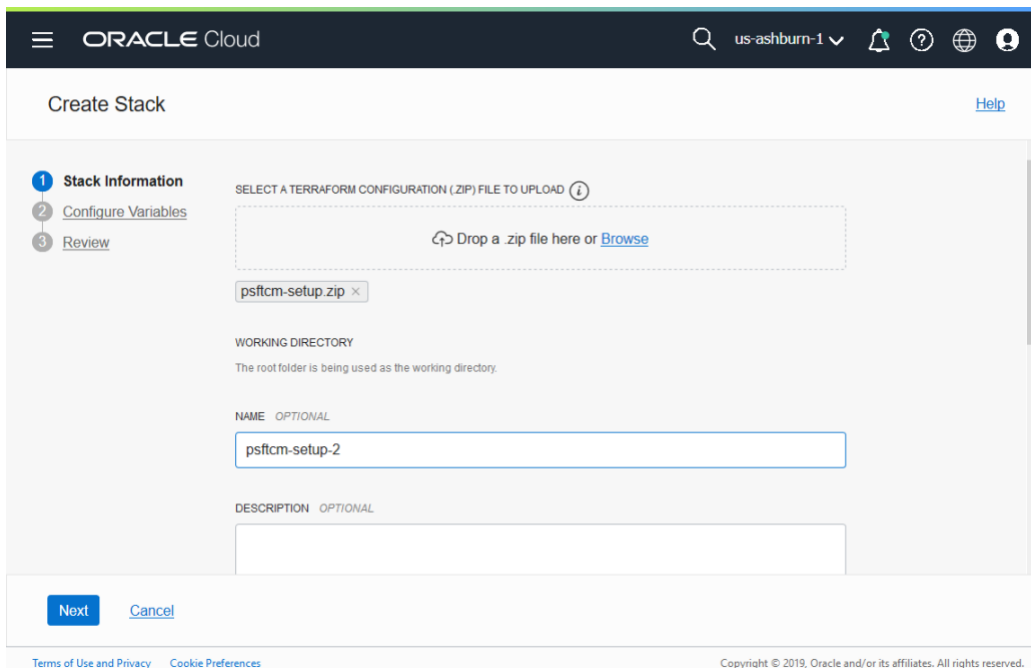 ORACLE Cloud
us-ashburn-1
Create Stack
Help
1 Stack Information
2 Configure Variables
3 Review
SELECT A TERRAFORM CONFIGURATION (.ZIP) FILE TO UPLOAD
Drop a .zip file here or Browse
psftcm-setup.zip ×
WORKING DIRECTORY
The root folder is being used as the working directory.
NAME OPTIONAL
psftcm-setup-2
DESCRIPTION OPTIONAL
Next Cancel
Terms of Use and Privacy Cookie Preferences Copyright © 2019, Oracle and/or its affiliates. All rights reserved.